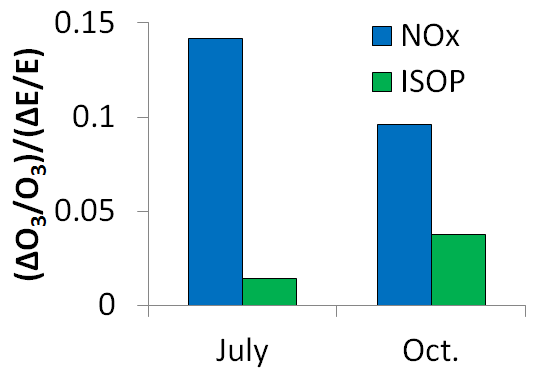 (ΔO₃/O₃)/(ΔE/E)
0.15
0.1
0.05
0
NOx
ISOP
July Oct.